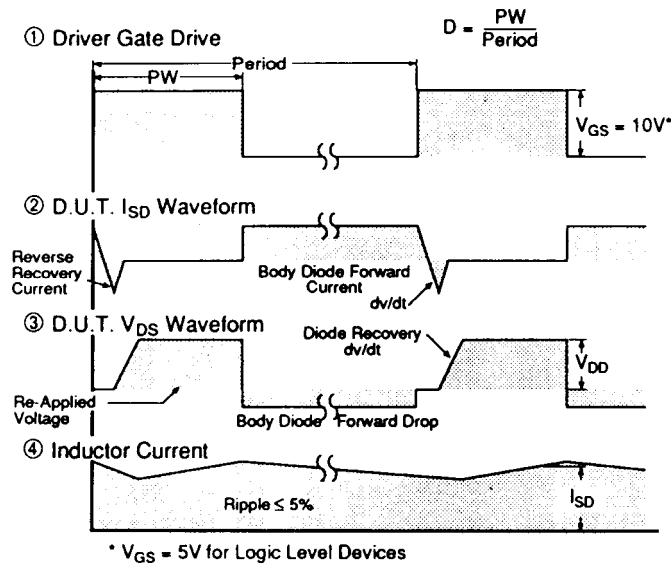 ① Driver Gate Drive
D = PW
Period
Period
PW
V_GS = 10V*
② D.U.T. I_SD Waveform
Reverse
Recovery
Current
Body Diode Forward
Current
dv/dt
③ D.U.T. V_DS Waveform
Diode Recovery
dv/dt
V_DD
Re-Applied
Voltage
Body Diode Forward Drop
④ Inductor Current
Ripple ≤ 5%
I_SD
* V_GS = 5V for Logic Level Devices